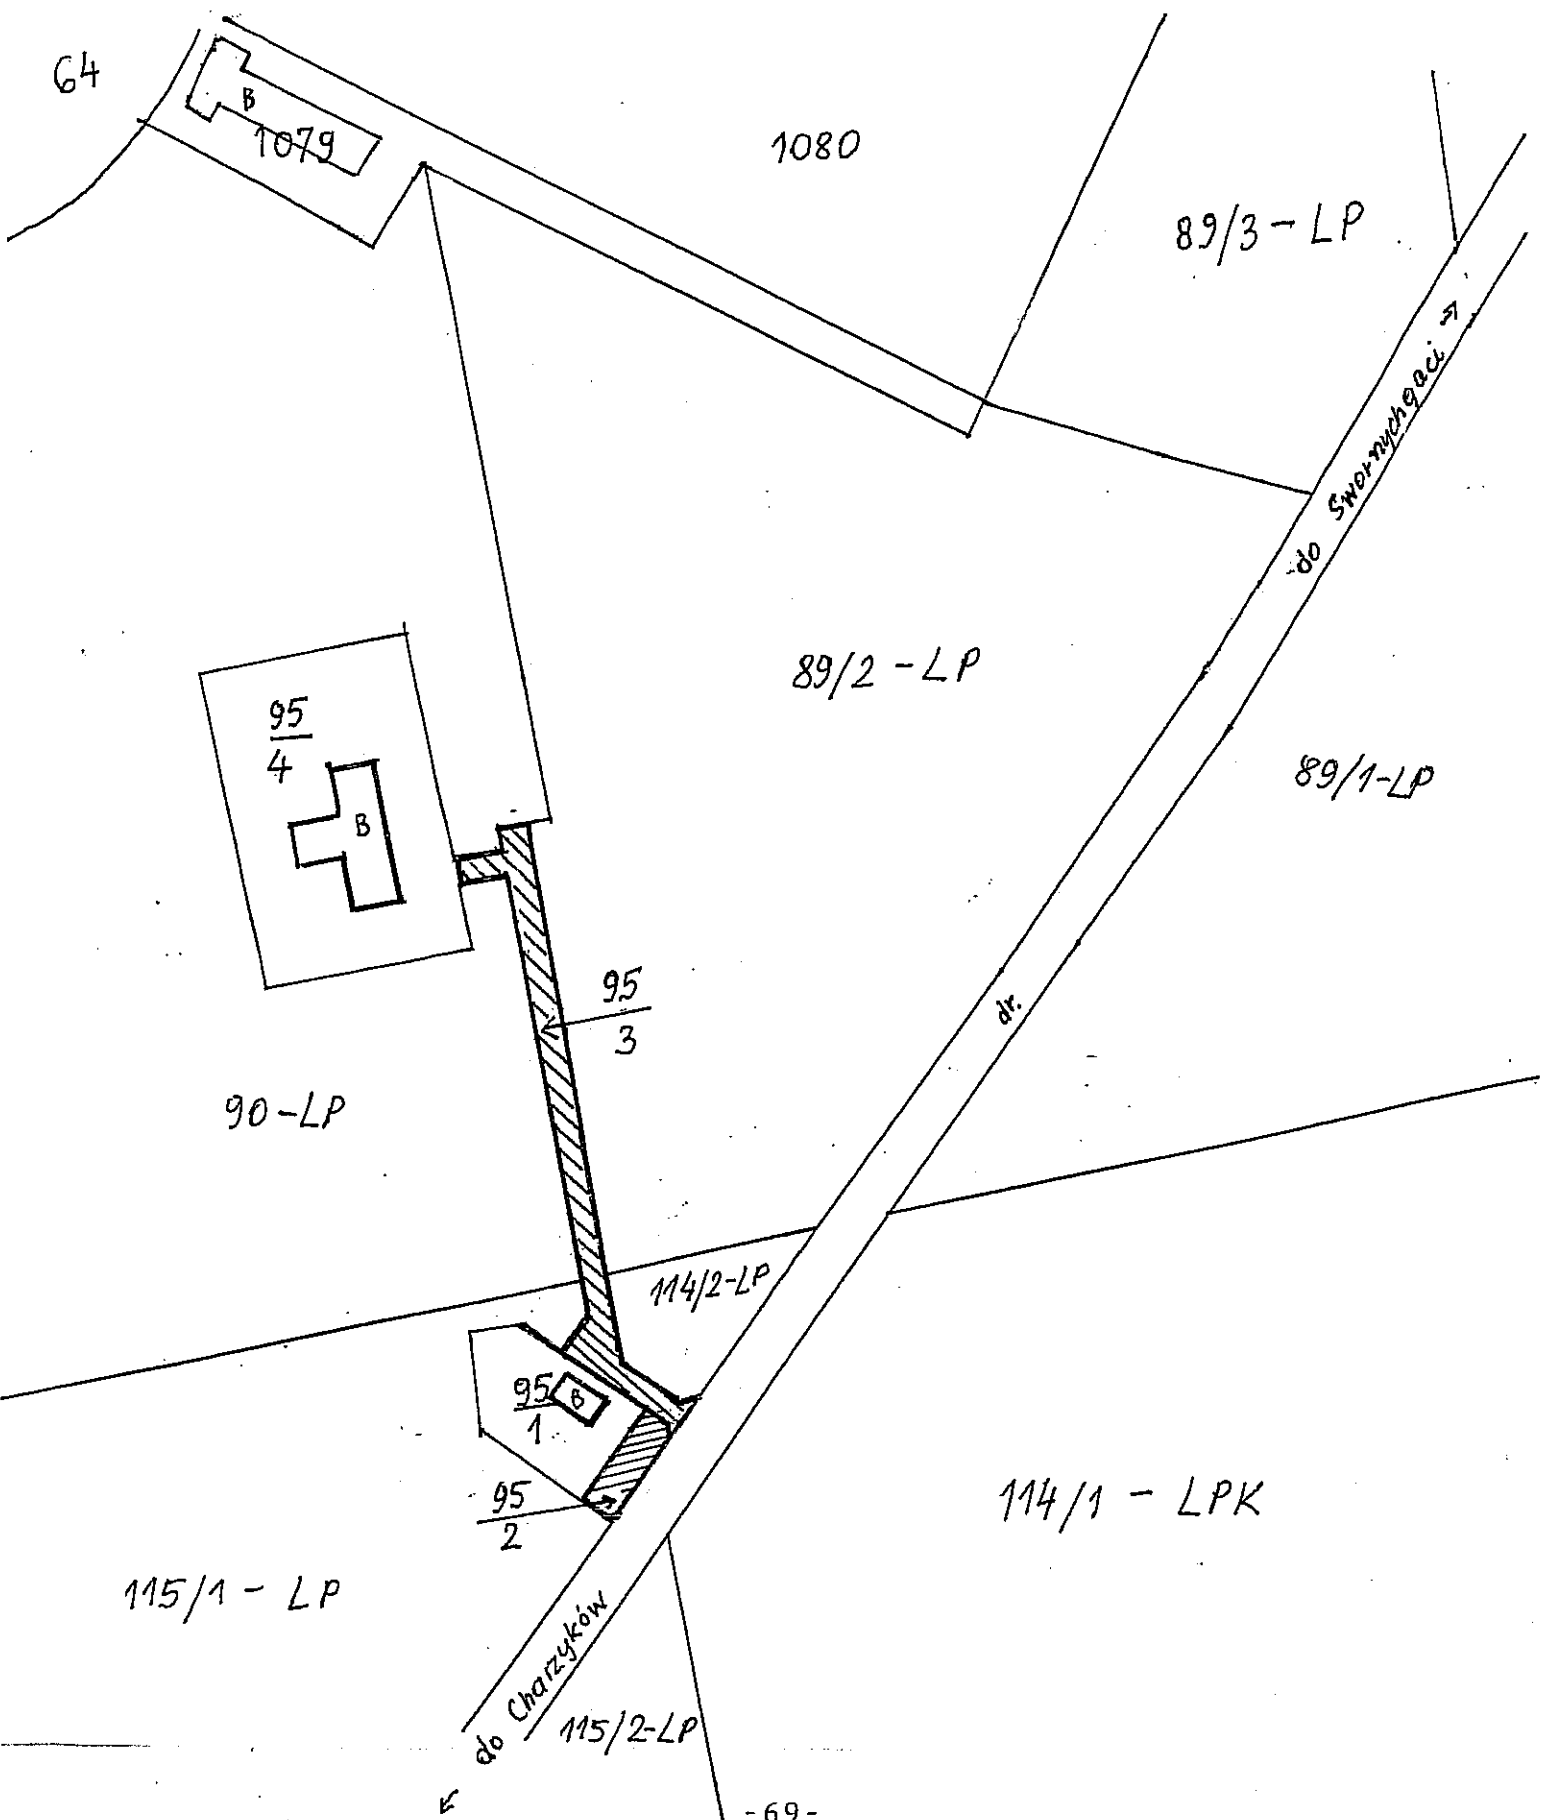 64
B
1079
1080
89/3 - LP
do Swornychgaci →
89/2 - LP
95
4
B
89/1-LP
95
3
dr.
90-LP
114/2-LP
95
1
B
95
2
114/1 - LPK
115/1 - LP
do Charzyków
←
115/2-LP
-69-